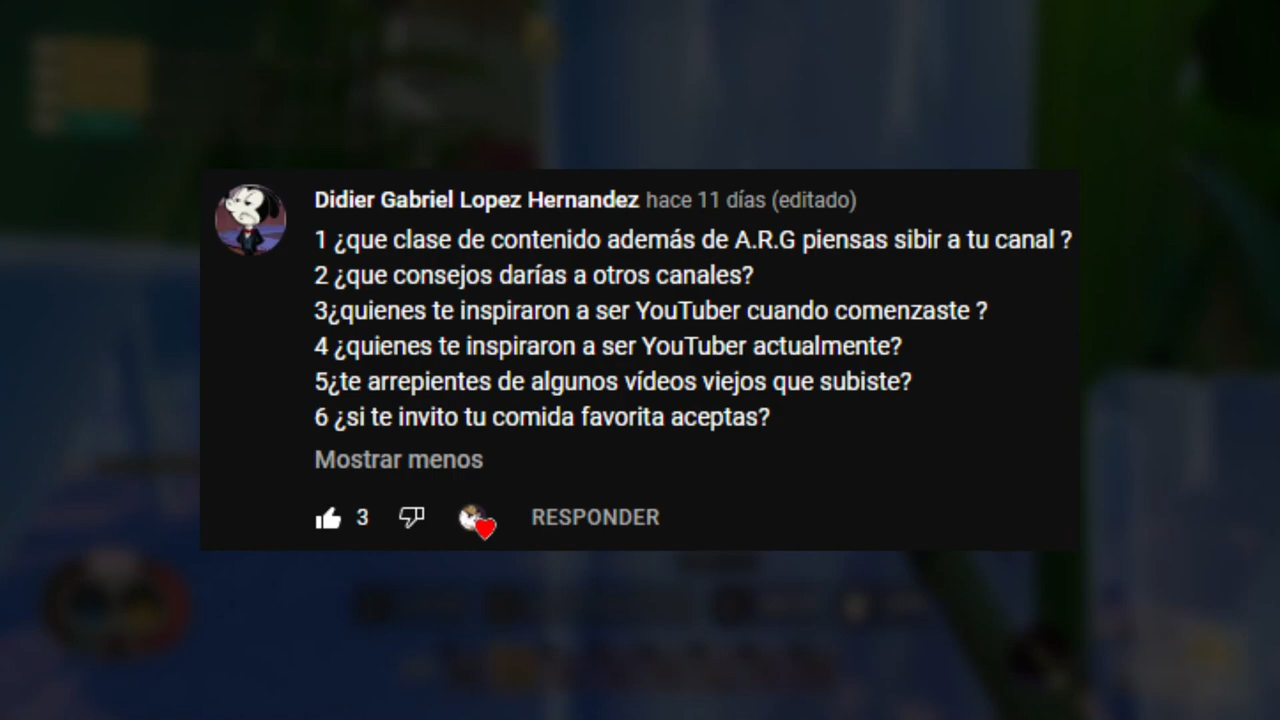 Didier Gabriel Lopez Hernandez hace 11 días (editado)
1 ¿que clase de contenido además de A.R.G piensas sibir a tu canal ?
2 ¿que consejos darías a otros canales?
3¿quienes te inspiraron a ser YouTuber cuando comenzaste ?
4 ¿quienes te inspiraron a ser YouTuber actualmente?
5¿te arrepientes de algunos vídeos viejos que subiste?
6 ¿si te invito tu comida favorita aceptas?
Mostrar menos
3
RESPONDER